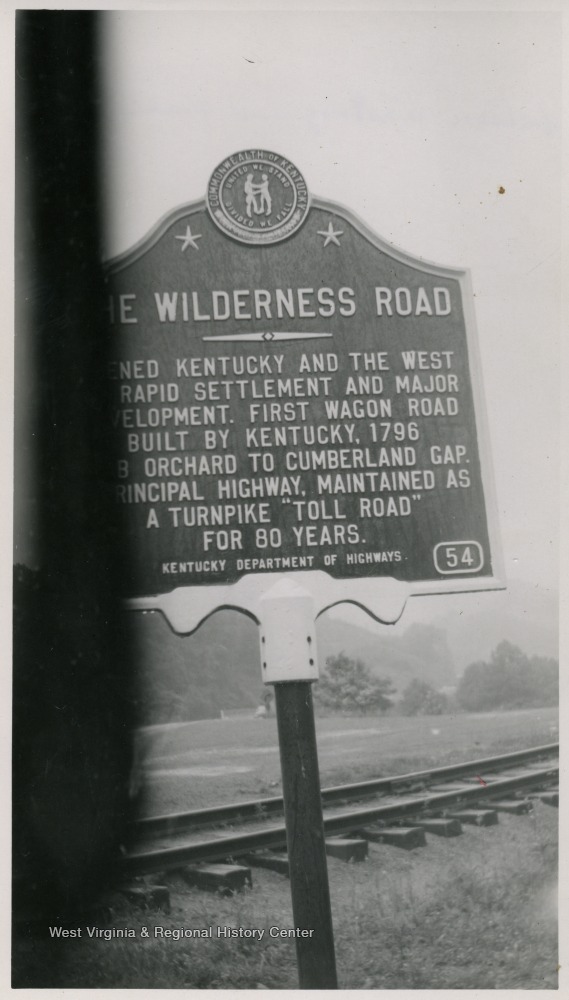 COMMONWEALTH OF KENTUCKY
UNITED WE STAND
DIVIDED WE FALL
HE WILDERNESS ROAD
ENED KENTUCKY AND THE WEST
RAPID SETTLEMENT AND MAJOR
VELOPMENT. FIRST WAGON ROAD
BUILT BY KENTUCKY, 1796
B ORCHARD TO CUMBERLAND GAP.
RINCIPAL HIGHWAY, MAINTAINED AS
A TURNPIKE "TOLL ROAD"
FOR 80 YEARS.
KENTUCKY DEPARTMENT OF HIGHWAYS.
54
West Virginia & Regional History Center